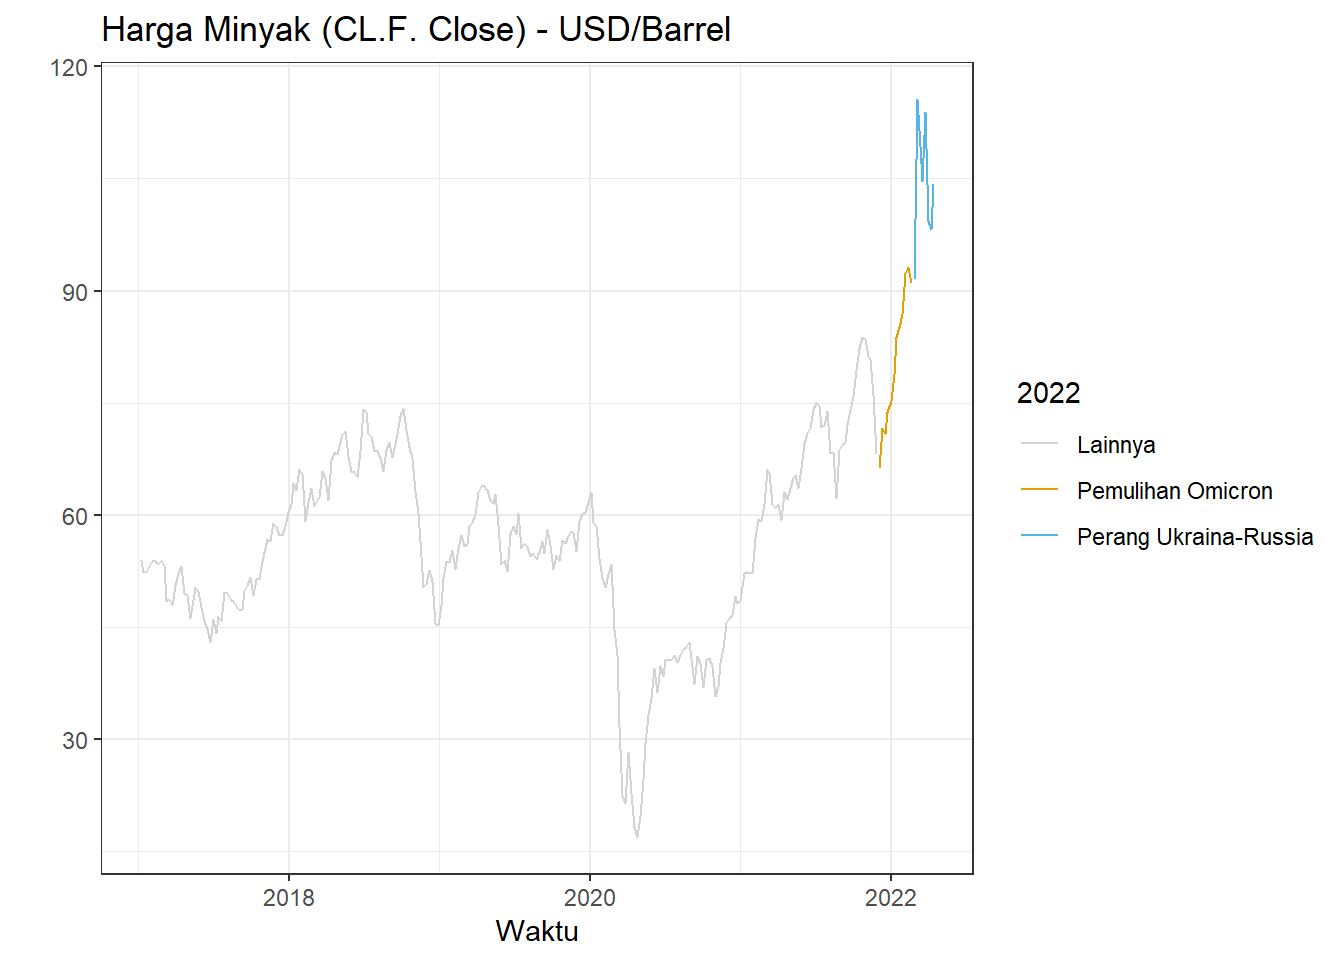 Harga Minyak (CL.F. Close) - USD/Barrel
120
90
60
30
2018
2020
2022
Waktu
2022
Lainnya
Pemulihan Omicron
Perang Ukraina-Russia